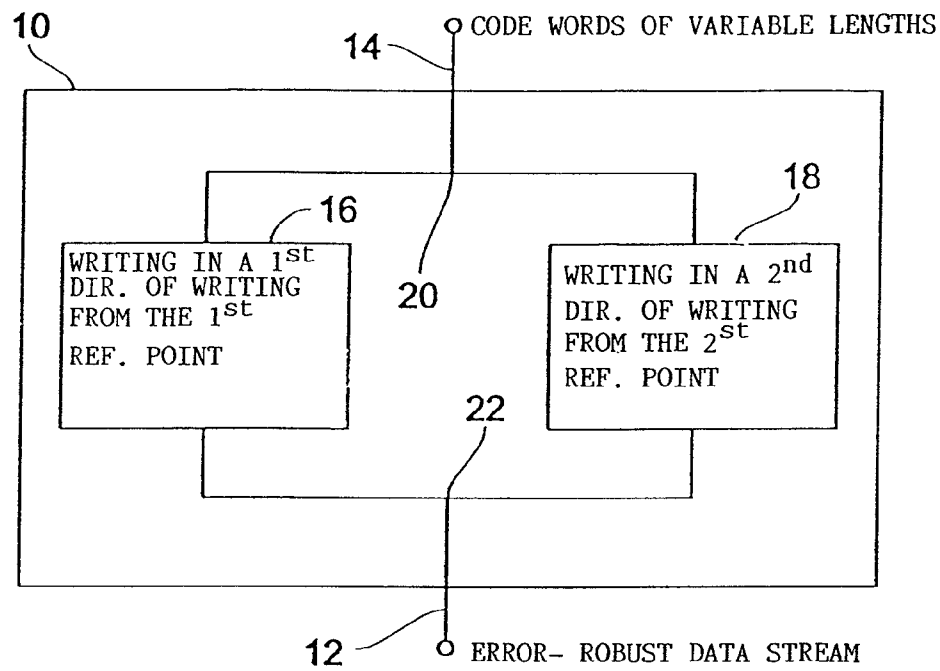 10
14
CODE WORDS OF VARIABLE LENGTHS
16
18
WRITING IN A 1st
DIR. OF WRITING
FROM THE 1st
REF. POINT
20
WRITING IN A 2nd
DIR. OF WRITING
FROM THE 2st
REF. POINT
22
12
ERROR- ROBUST DATA STREAM